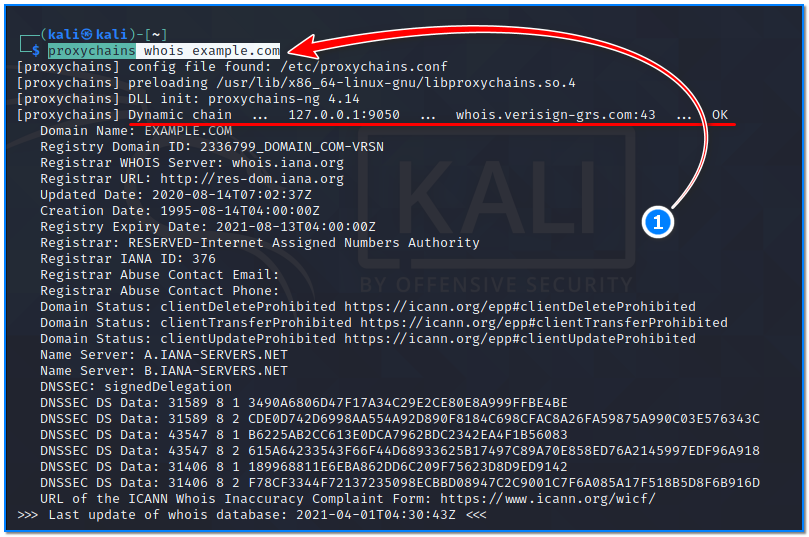 ┌──(kali㉿kali)-[~]
└─$ proxychains whois example.com
[proxychains] config file found: /etc/proxychains.conf
[proxychains] preloading /usr/lib/x86_64-linux-gnu/libproxychains.so.4
[proxychains] DLL init: proxychains-ng 4.14
[proxychains] Dynamic chain  ...  127.0.0.1:9050  ...  whois.verisign-grs.com:43  ...  OK
Domain Name: EXAMPLE.COM
Registry Domain ID: 2336799_DOMAIN_COM-VRSN
Registrar WHOIS Server: whois.iana.org
Registrar URL: http://res-dom.iana.org
Updated Date: 2020-08-14T07:02:37Z
Creation Date: 1995-08-14T04:00:00Z
Registry Expiry Date: 2021-08-13T04:00:00Z
Registrar: RESERVED-Internet Assigned Numbers Authority
Registrar IANA ID: 376
Registrar Abuse Contact Email:
Registrar Abuse Contact Phone:
Domain Status: clientDeleteProhibited https://icann.org/epp#clientDeleteProhibited
Domain Status: clientTransferProhibited https://icann.org/epp#clientTransferProhibited
Domain Status: clientUpdateProhibited https://icann.org/epp#clientUpdateProhibited
Name Server: A.IANA-SERVERS.NET
Name Server: B.IANA-SERVERS.NET
DNSSEC: signedDelegation
DNSSEC DS Data: 31589 8 1 3490A6806D47F17A34C29E2CE80E8A999FFBE4BE
DNSSEC DS Data: 31589 8 2 CDE0D742D6998AA554A92D890F8184C698CFAC8A26FA59875A990C03E576343C
DNSSEC DS Data: 43547 8 1 B6225AB2CC613E0DCA7962BDC2342EA4F1B56083
DNSSEC DS Data: 43547 8 2 615A64233543F66F44D68933625B17497C89A70E858ED76A2145997EDF96A918
DNSSEC DS Data: 31406 8 1 189968811E6EBA862DD6C209F75623D8D9ED9142
DNSSEC DS Data: 31406 8 2 F78CF3344F72137235098ECBBD08947C2C9001C7F6A085A17F518B5D8F6B916D
URL of the ICANN Whois Inaccuracy Complaint Form: https://www.icann.org/wicf/
>>> Last update of whois database: 2021-04-01T04:30:43Z <<<
1
KALI
BY OFFENSIVE SECURITY